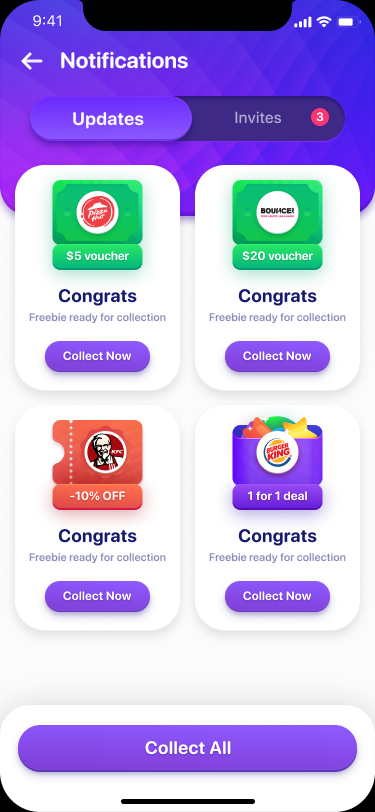 9:41
Notifications
Updates
Invites
3
Pizza Hut
$5 voucher
Congrats
Freebie ready for collection
Collect Now
BOUNCE!
$20 voucher
Congrats
Freebie ready for collection
Collect Now
KFC
-10% OFF
Congrats
Freebie ready for collection
Collect Now
BURGER
KING
1 for 1 deal
Congrats
Freebie ready for collection
Collect Now
Collect All